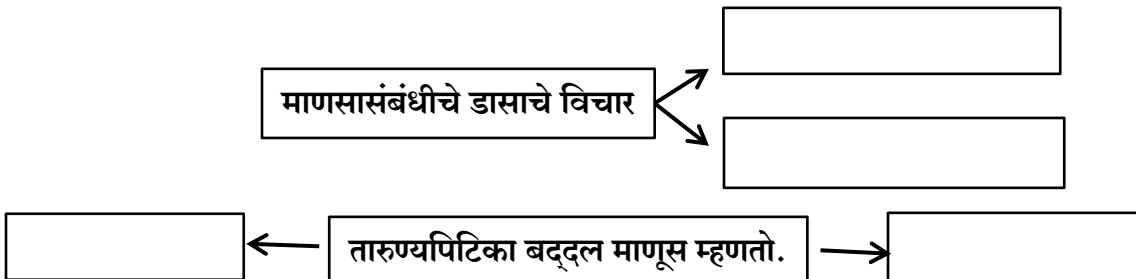 माणसासंबंधीचे डासाचे विचार
तारुण्यपिटिका बद्दल माणूस म्हणतो.